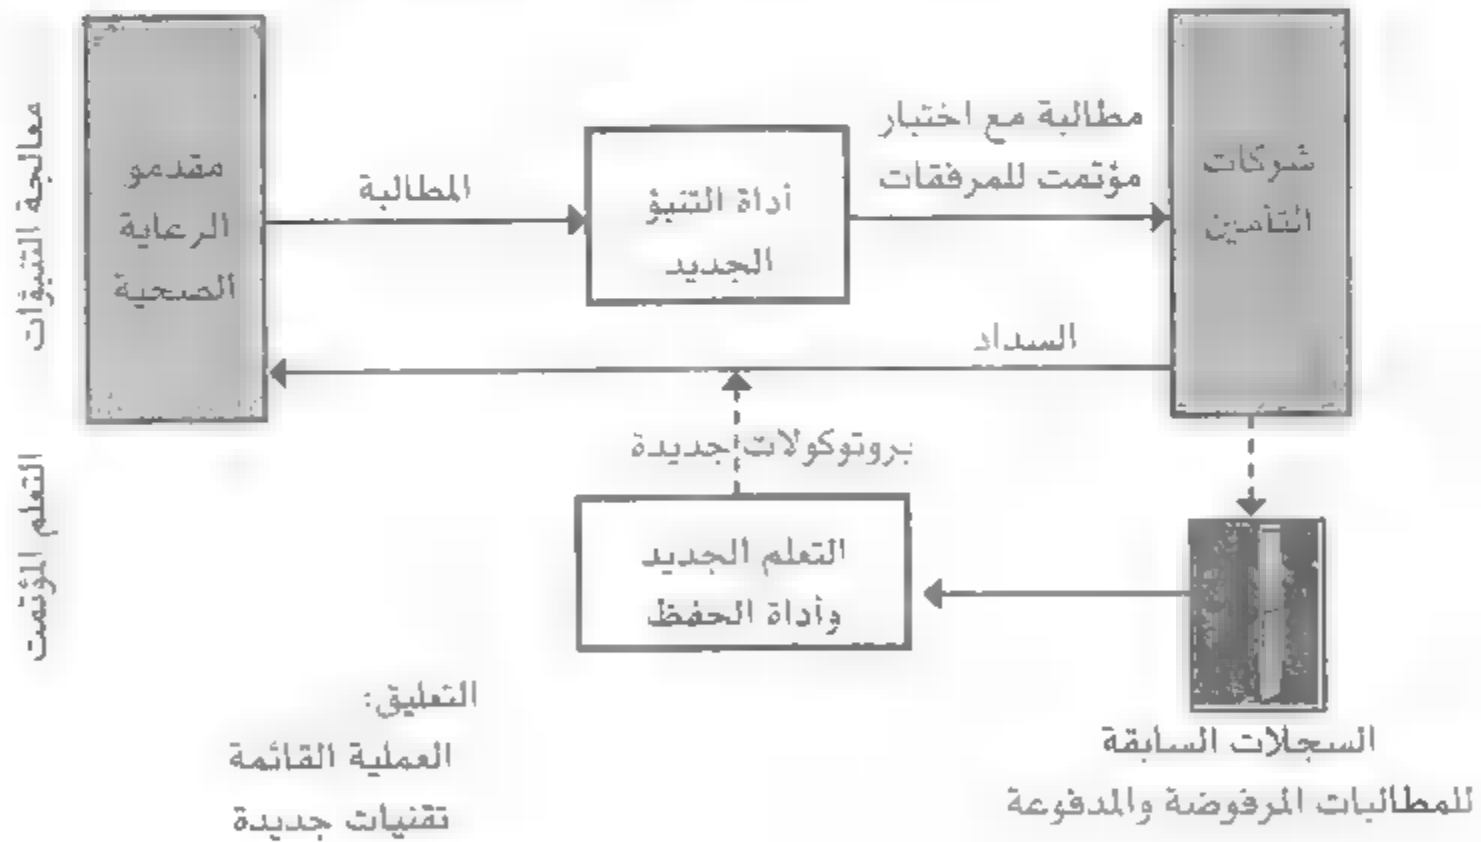 معالجة التنبؤات
مقدمو
الرعاية
الصحية
المطالبة
أداة التنبؤ
الجديد
مطالبة مع اختبار
مؤتمت للمرفقات
شركات
التأمين
السداد
بروتوكولات جديدة
التعلم المؤتمت
التعلم الجديد
وأداة الحفظ
السجلات السابقة
للمطالبات المرفوضة والمدفوعة
التعليق:
العملية القائمة
تقنيات جديدة